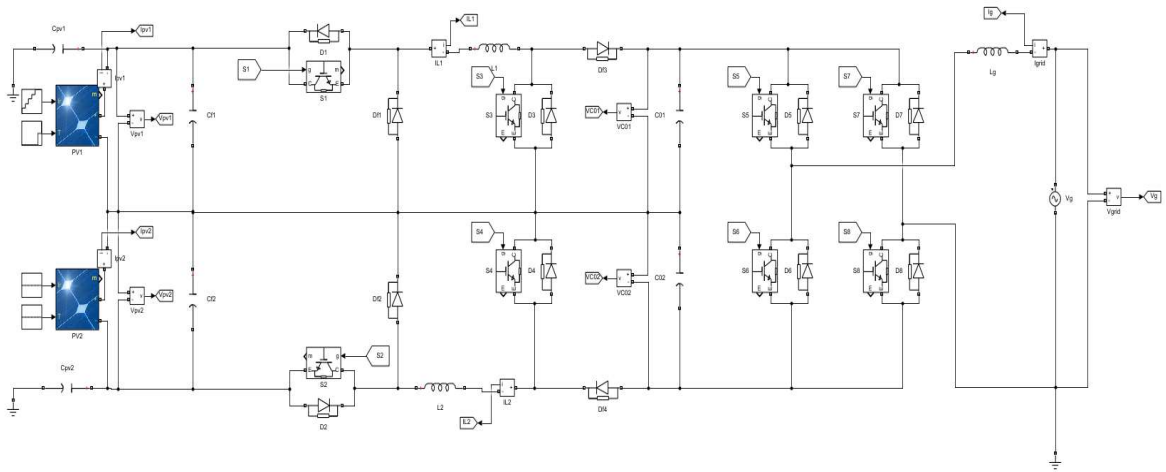 Cpv1
Ipv1
D1
S1
g
m
C
E
S1
IL1
IL1
L1
S3
S3
D3
Df3
VC01
VC01
C01
S5
S5
D5
S7
S7
D7
Ig
Lg
Igrid
Ipv1
m
T
PV1
Vpv1
Vpv1
Cf1
Df1
Vg
Vgrid
Vg
Ipv2
Ipv2
m
T
PV2
Vpv2
Vpv2
Cf2
Df2
S4
S4
D4
VC02
VC02
C02
S6
S6
D6
S8
S8
D8
Cpv2
m
g
E
C
S2
S2
D2
L2
IL2
IL2
Df4